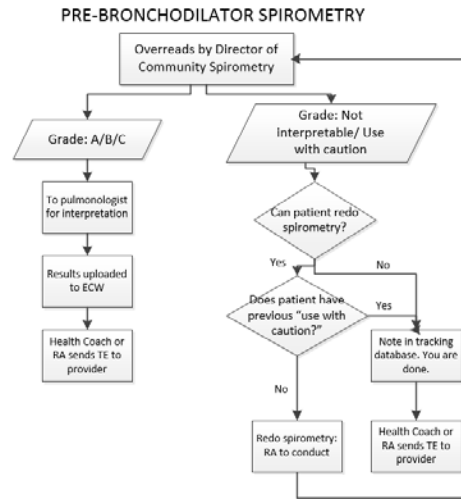 PRE-BRONCHODILATOR SPIROMETRY
Overreads by Director of
Community Spirometry
Grade: A/B/C
Grade: Not
interpretable/ Use
with caution
To pulmonologist
for interpretation
Can patient redo
spirometry?
Yes
No
Results uploaded
to ECW
Does patient have
previous "use with
caution?"
Yes
Note in tracking
database. You are
done.
Health Coach or
RA sends TE to
provider
No
Redo spirometry:
RA to conduct
Health Coach or
RA sends TE to
provider